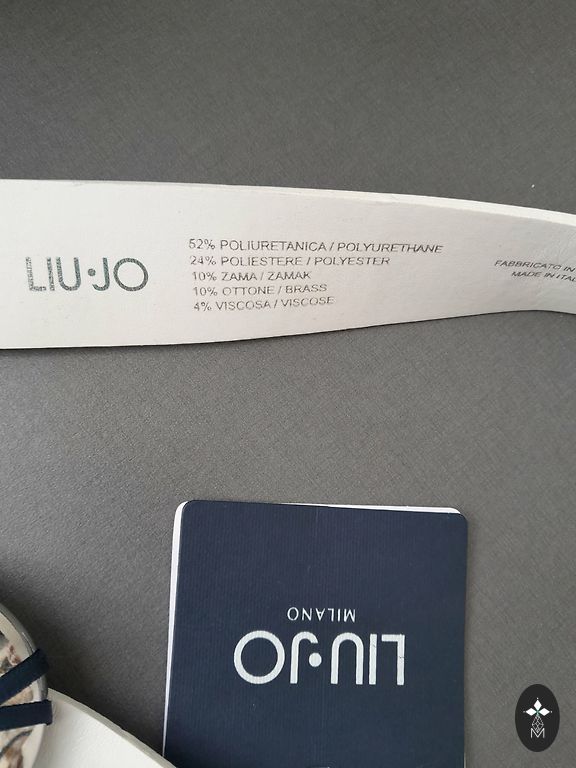 LIU·JO
52% POLIURETANICA / POLYURETHANE
24% POLIESTERE / POLYESTER
10% ZAMA / ZAMAK
10% OTTONE / BRASS
4% VISCOSA / VISCOSE
FABBRICATO IN
MADE IN
LIU·JO
MILANO
M